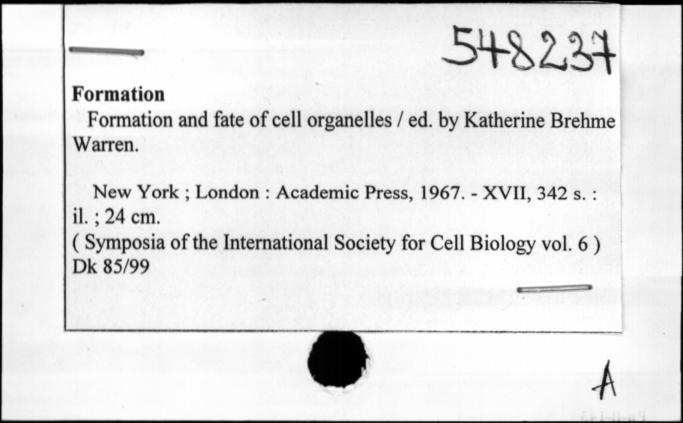 548237
Formation
Formation and fate of cell organelles / ed. by Katherine Brehme
Warren.
New York ; London : Academic Press, 1967. - XVII, 342 s. :
il. ; 24 cm.
( Symposia of the International Society for Cell Biology vol. 6 )
Dk 85/99
A